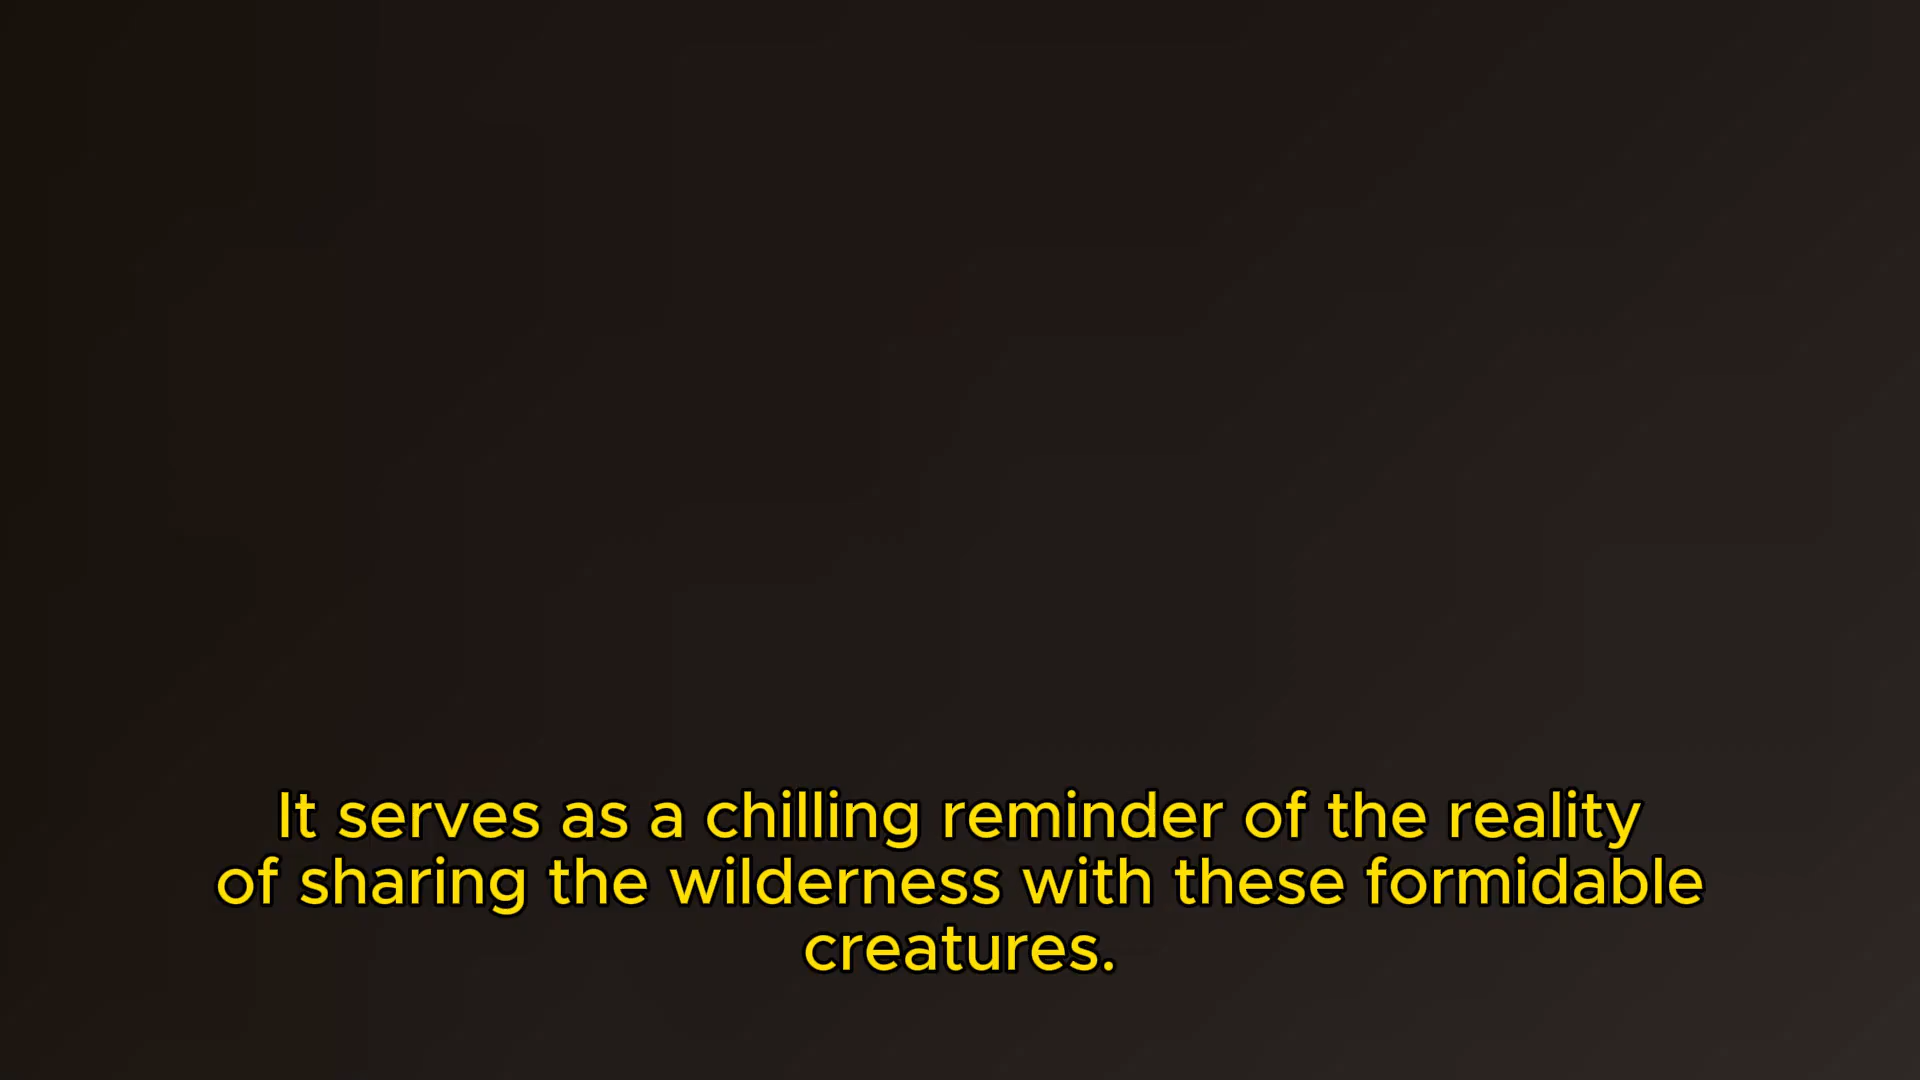 It serves as a chilling reminder of the reality
of sharing the wilderness with these formidable
creatures.